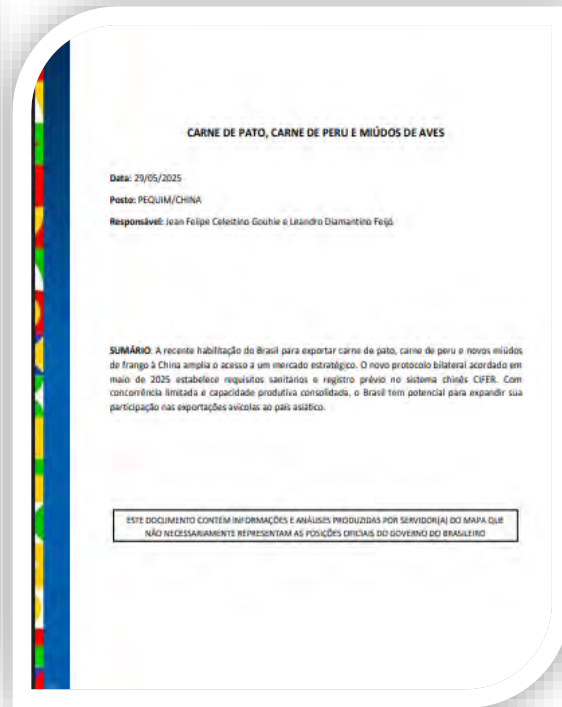 CARNE DE PATO, CARNE DE PERU E MIÚDOS DE AVES
Data: 29/05/2025
Posto: PEQUIM/CHINA
Responsável: Jean Felipe Celestino Gouhie e Leandro Diamantino Feijó
SUMÁRIO: A recente habilitação do Brasil para exportar carne de pato, carne de peru e novos miúdos
de frango à China amplia o acesso a um mercado estratégico. O novo protocolo bilateral acordado em
maio de 2025 estabelece requisitos sanitários e registro prévio no sistema chinês CIFER. Com
concorrência limitada e capacidade produtiva consolidada, o Brasil tem potencial para expandir sua
participação nas exportações avícolas ao país asiático.
ESTE DOCUMENTO CONTÉM INFORMAÇÕES E ANÁLISES PRODUZIDAS POR SERVIDOR(A) DO MAPA QUE
NÃO NECESSARIAMENTE REPRESENTAM AS POSIÇÕES OFICIAIS DO GOVERNO DO BRASILEIRO